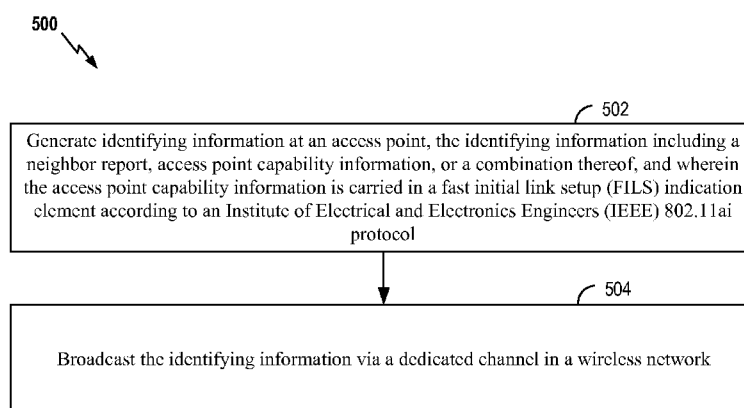 500
502
Generate identifying information at an access point, the identifying information including a
neighbor report, access point capability information, or a combination thereof, and wherein
the access point capability information is carried in a fast initial link setup (FILS) indication
element according to an Institute of Electrical and Electronics Engineers (IEEE) 802.11ai
protocol
504
Broadcast the identifying information via a dedicated channel in a wireless network